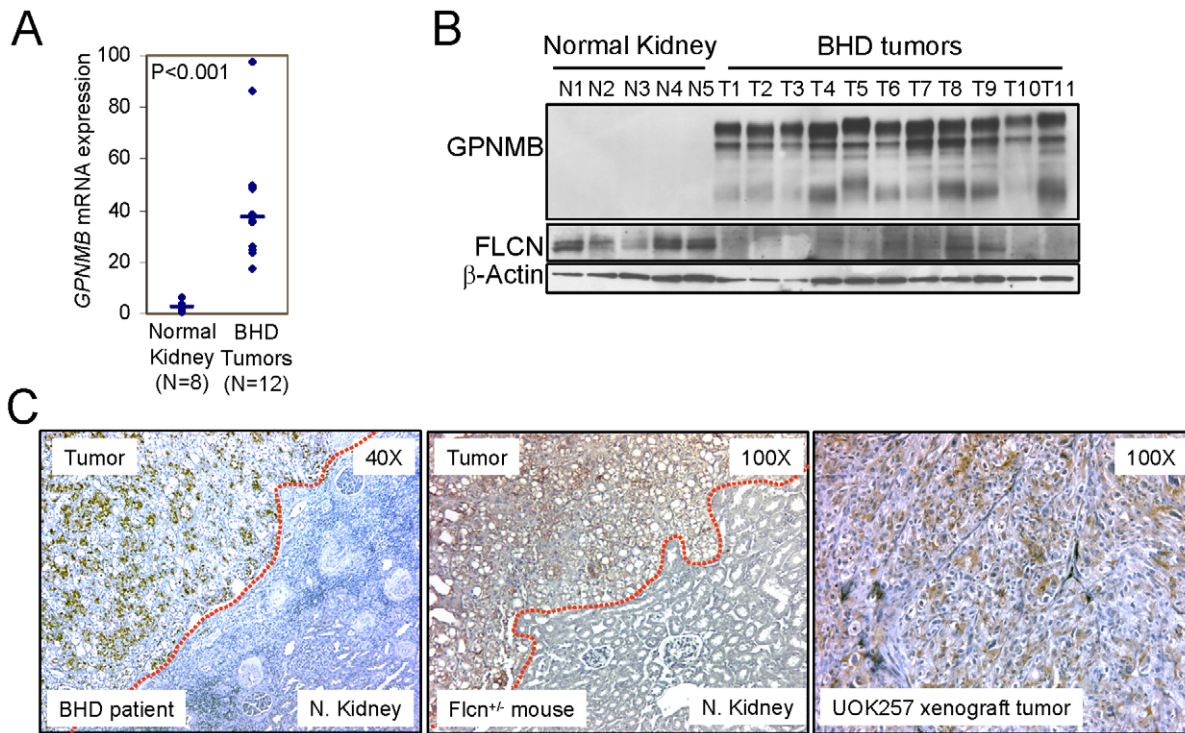 A
P<0.001
GPNMB mRNA expression
100
80
60
40
20
0
Normal
Kidney
(N=8)
BHD
Tumors
(N=12)
B
Normal Kidney BHD tumors
N1 N2 N3 N4 N5 T1 T2 T3 T4 T5 T6 T7 T8 T9 T10 T11
GPNMB
FLCN
β-Actin
C
Tumor 40X
BHD patient N. Kidney
Tumor 100X
Flcn+/- mouse N. Kidney
100X
UOK257 xenograft tumor